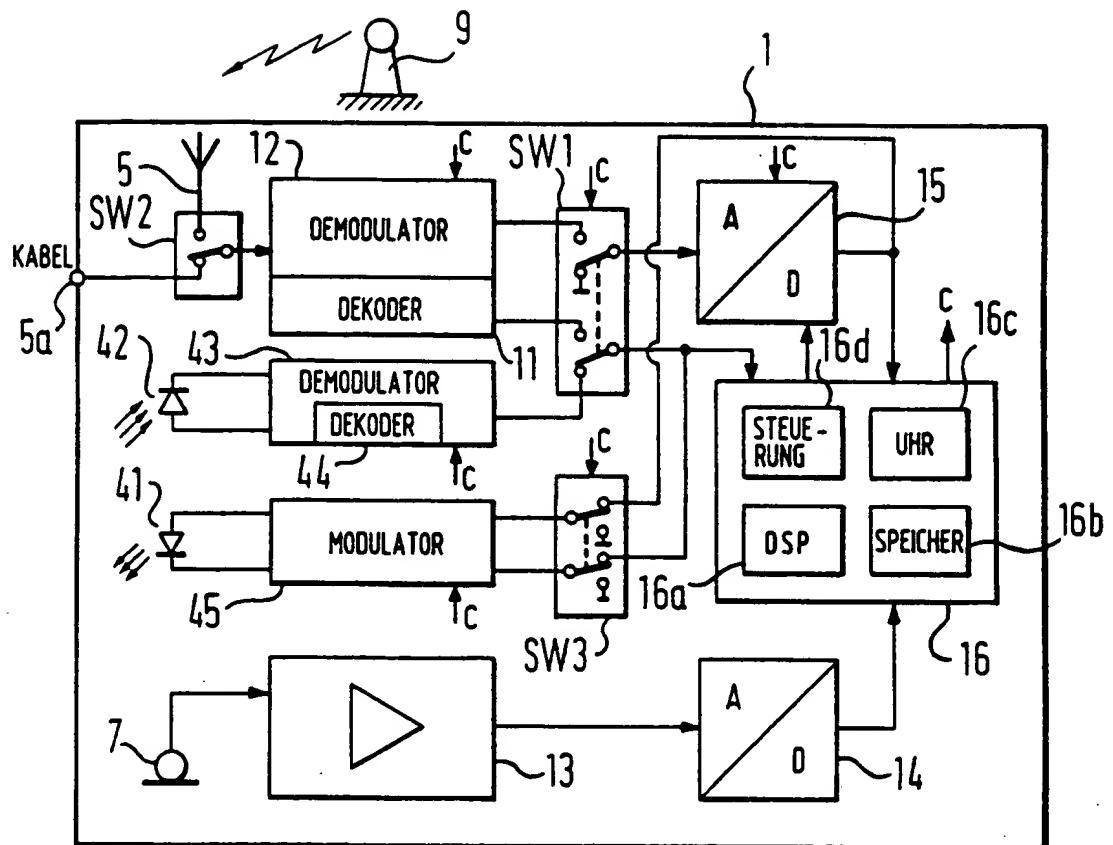 9
1
12
C
SW1
C
C
5
SW2
DEMODULATOR
A
D
15
KABEL
5a
DEKODER
11
C
16c
16d
42
43
DEMODULATOR
DEKODER
44
C
STEUE-
RUNG
UHR
41
C
MODULATOR
DSP
SPEICHER
16b
45
C
16a
SW3
16
7
13
A
D
14